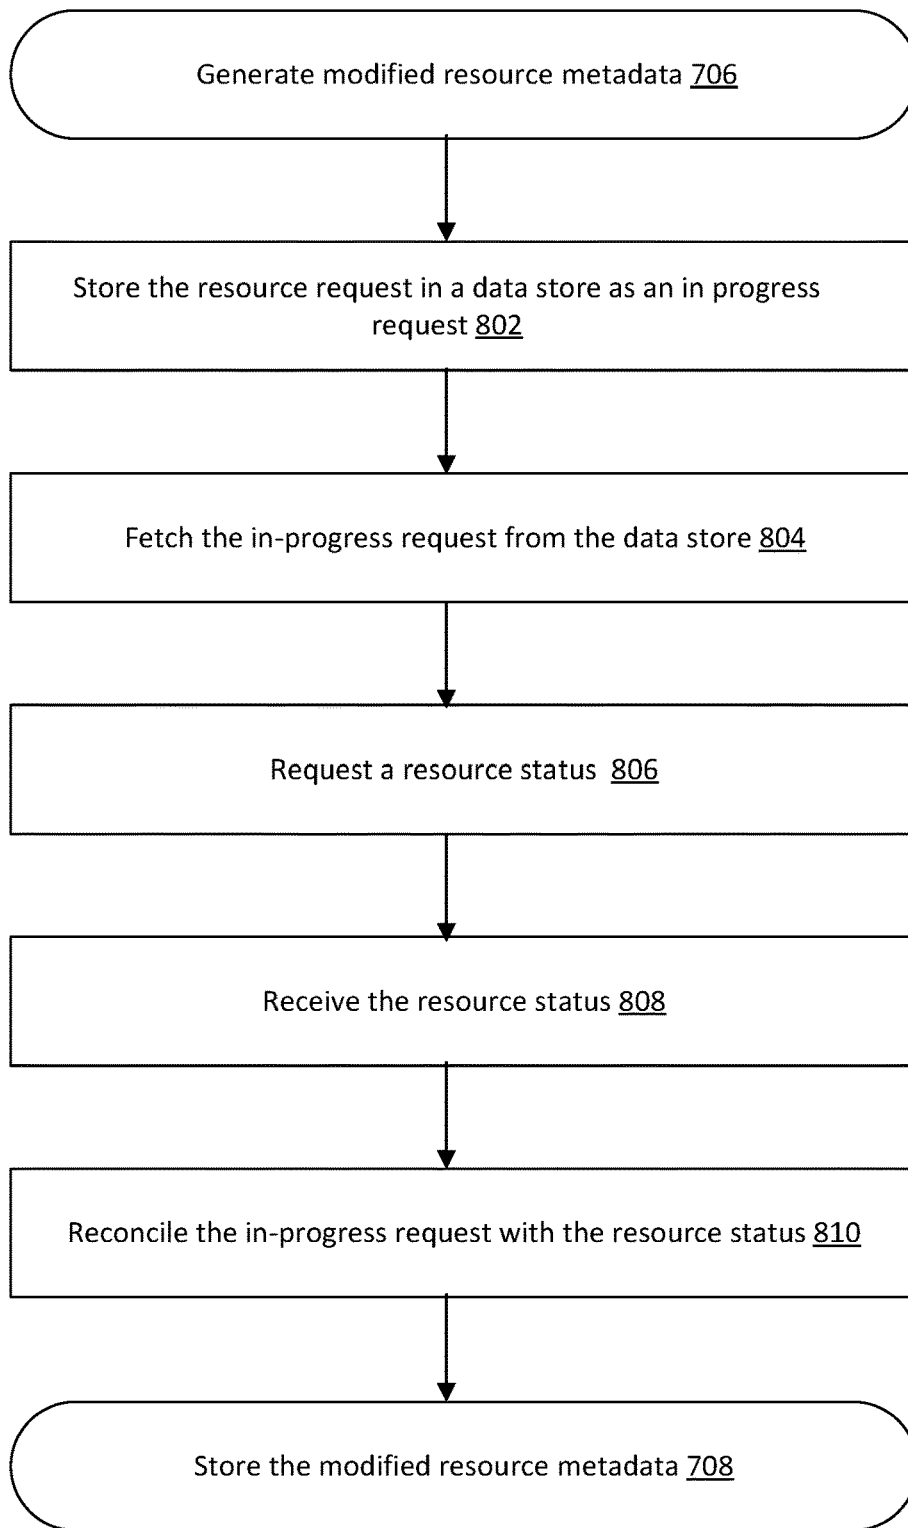 Generate modified resource metadata 706
Store the resource request in a data store as an in progress
request 802
Fetch the in-progress request from the data store 804
Request a resource status 806
Receive the resource status 808
Reconcile the in-progress request with the resource status 810
Store the modified resource metadata 708